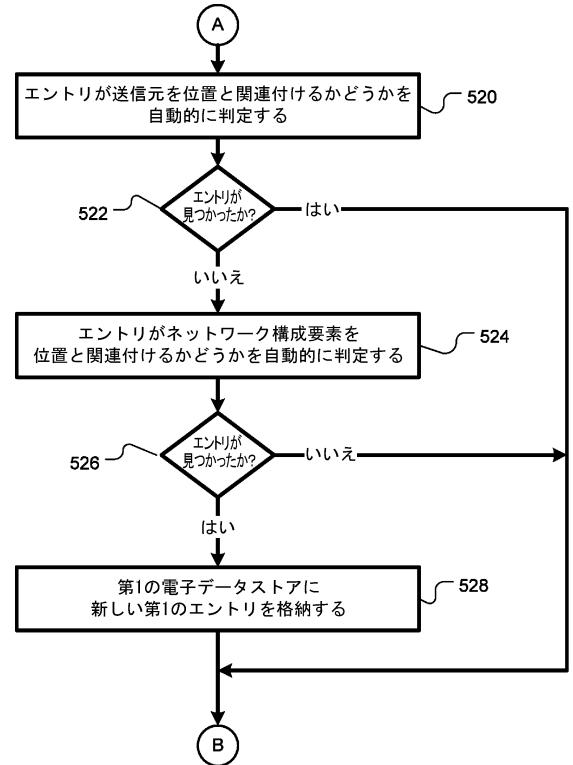 A
エントリが送信元を位置と関連付けるかどうかを
自動的に判定する
520
エントリが
見つかったか?
522
はい
いいえ
エントリがネットワーク構成要素を
位置と関連付けるかどうかを自動的に判定する
524
エントリが
見つかったか?
526
いいえ
はい
第1の電子データストアに
新しい第1のエントリを格納する
528
B